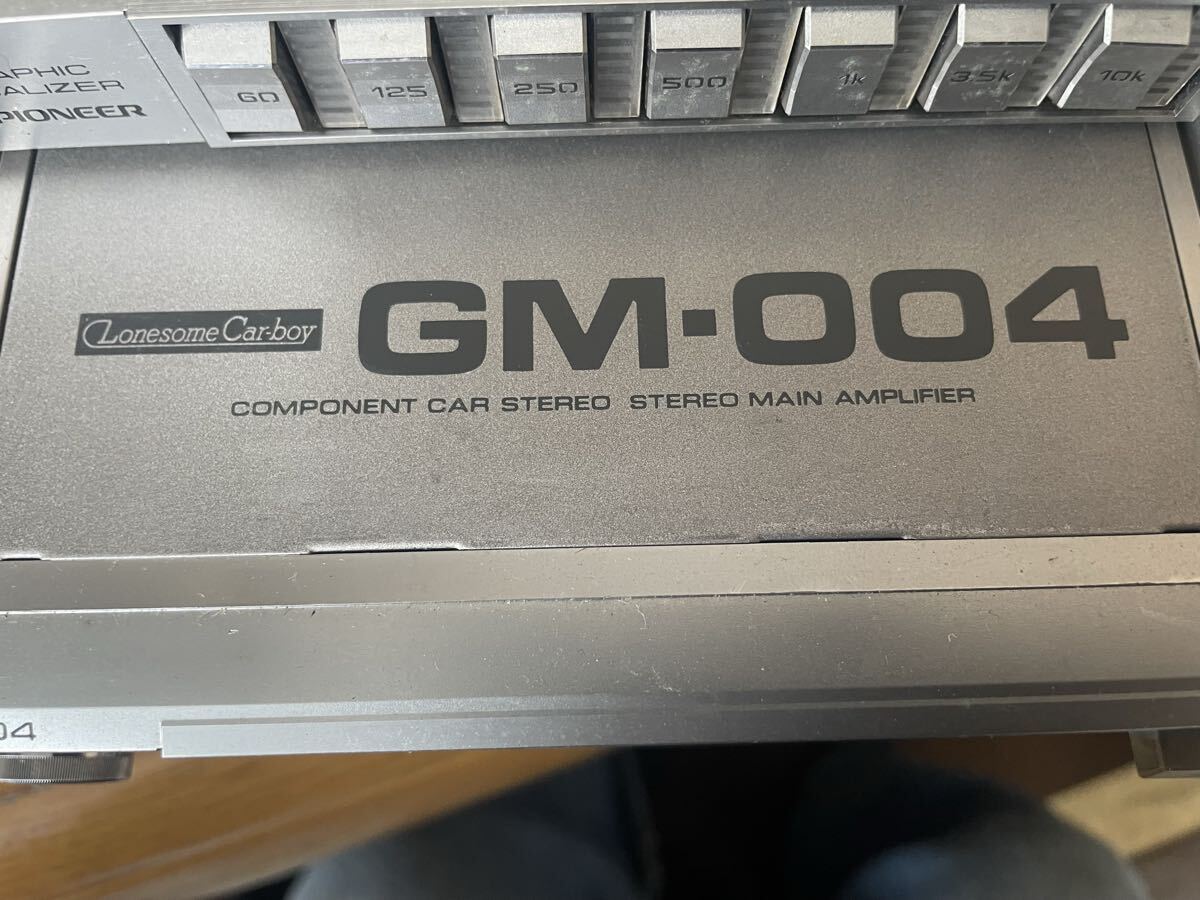 60 125 250 500 1k 3.5k 10k
APHIC
ALIZER
PIONEER
Lonesome Car-boy
GM-004
COMPONENT CAR STEREO STEREO MAIN AMPLIFIER
04